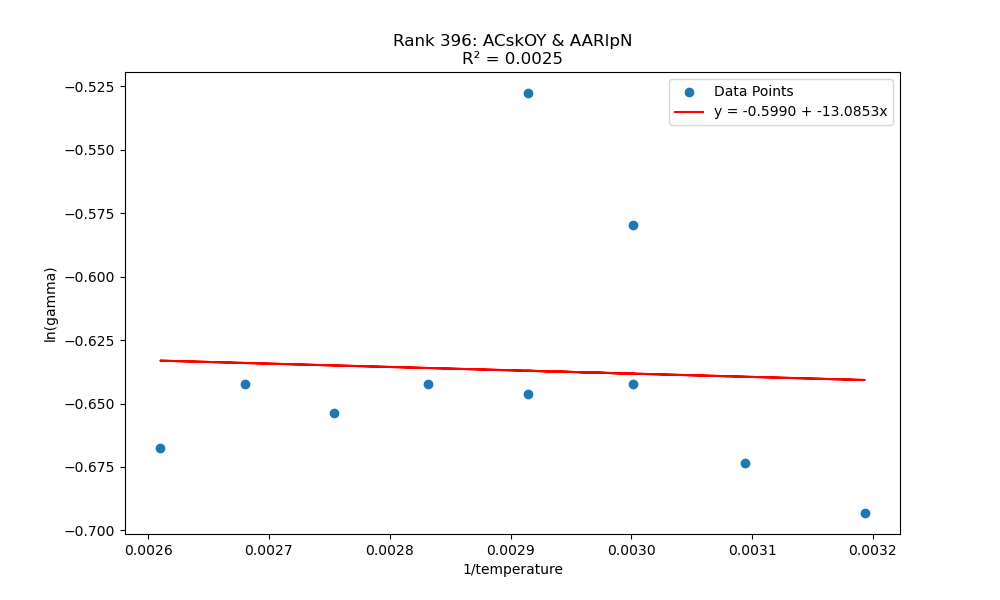 Rank 396: ACskOY & AARlpN
R² = 0.0025
Data Points
y = -0.5990 + -13.0853x
−0.525
−0.550
−0.575
−0.600
−0.625
−0.650
−0.675
−0.700
ln(gamma)
0.0026 0.0027 0.0028 0.0029 0.0030 0.0031 0.0032
1/temperature